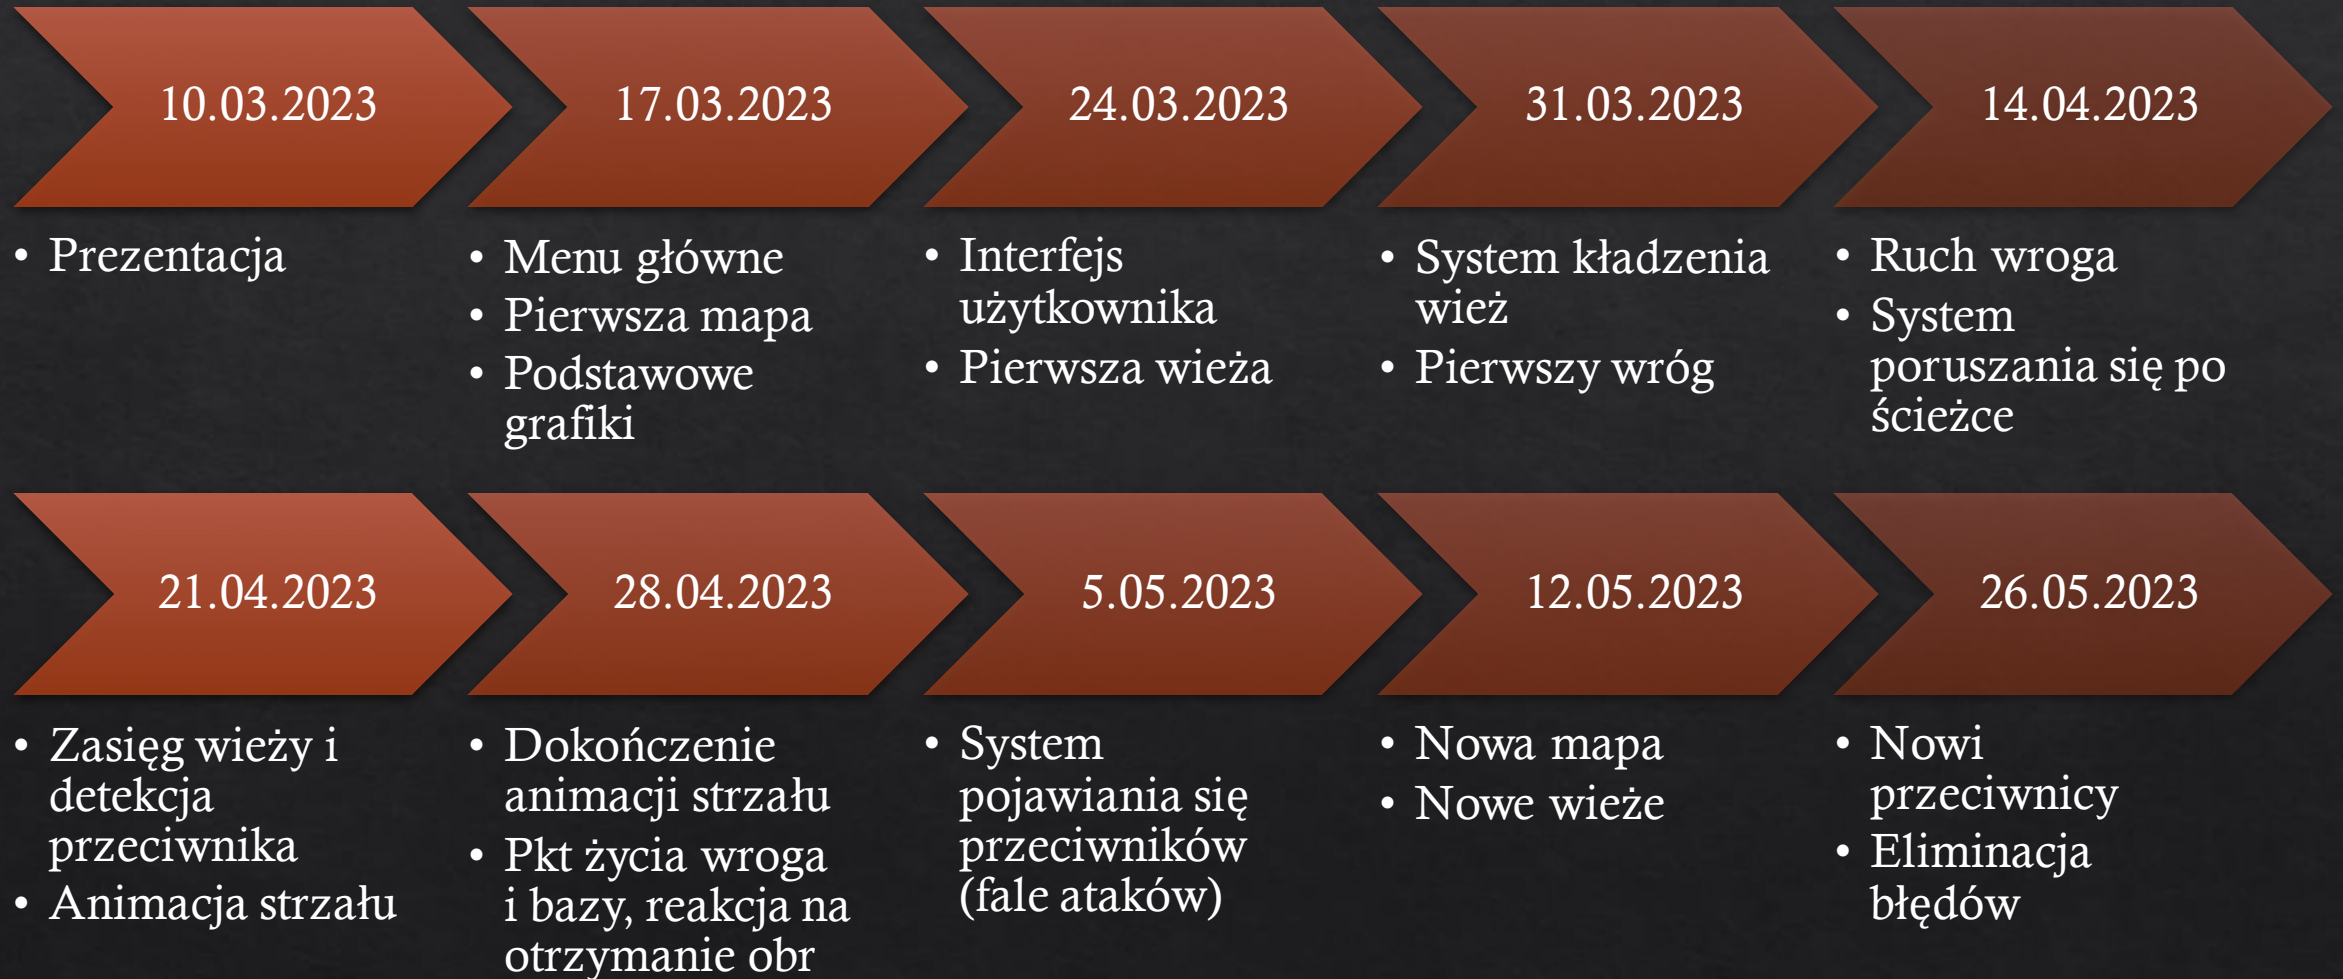 10.03.2023
• Prezentacja
17.03.2023
• Menu główne
• Pierwsza mapa
• Podstawowe
grafiki
24.03.2023
• Interfejs
użytkownika
• Pierwsza wieża
31.03.2023
• System kładzenia
wież
• Pierwszy wróg
14.04.2023
• Ruch wroga
• System
poruszania się po
ścieżce
21.04.2023
• Zasięg wieży i
detekcja
przeciwnika
• Animacja strzału
28.04.2023
• Dokończenie
animacji strzału
• Pkt życia wroga
i bazy, reakcja na
otrzymanie obr
5.05.2023
• System
pojawiania się
przeciwników
(fale ataków)
12.05.2023
• Nowa mapa
• Nowe wieże
26.05.2023
• Nowi
przeciwnicy
• Eliminacja
błędów